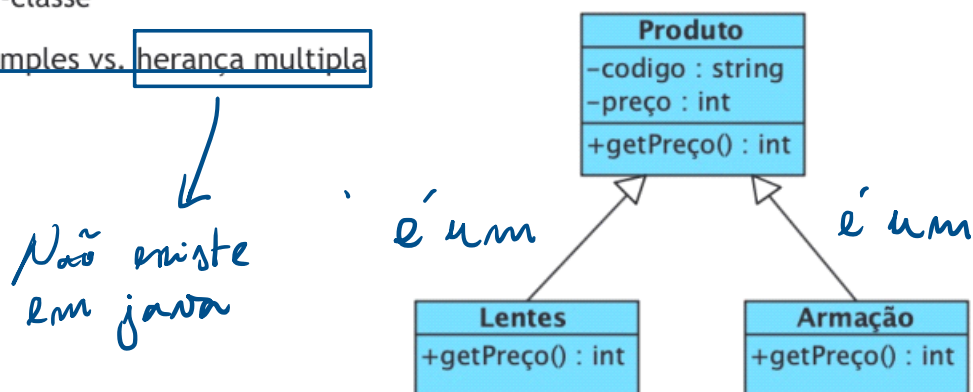 -classe
mples vs. herança multipla
Não existe
em java
é um
é um
Produto
-codigo : string
-preço : int
+getPreço() : int
Lentes
+getPreço() : int
Armação
+getPreço() : int